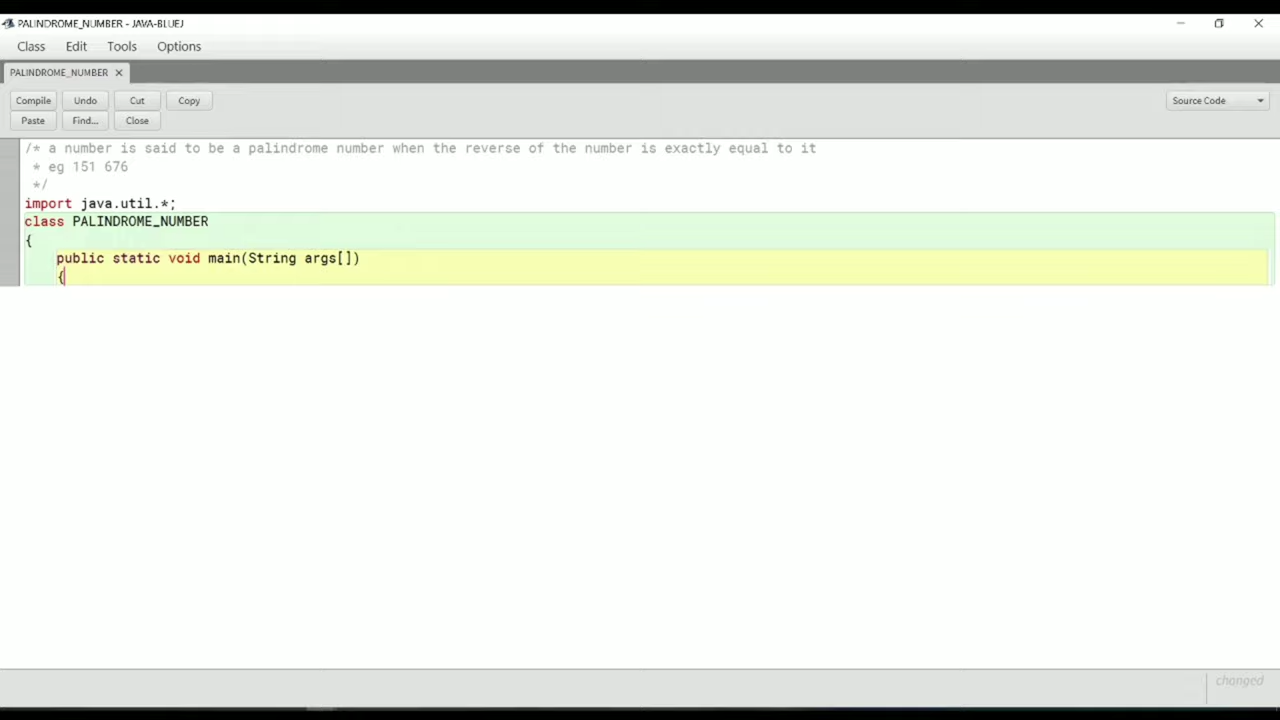 PALINDROME_NUMBER - JAVA-BLUEJ
Class Edit Tools Options
PALINDROME_NUMBER
Compile Undo Cut Copy Source Code
Paste Find... Close
/* a number is said to be a palindrome number when the reverse of the number is exactly equal to it
* eg 151 676
*/
import java.util.*;
class PALINDROME_NUMBER
{
public static void main(String args[])
{
changed